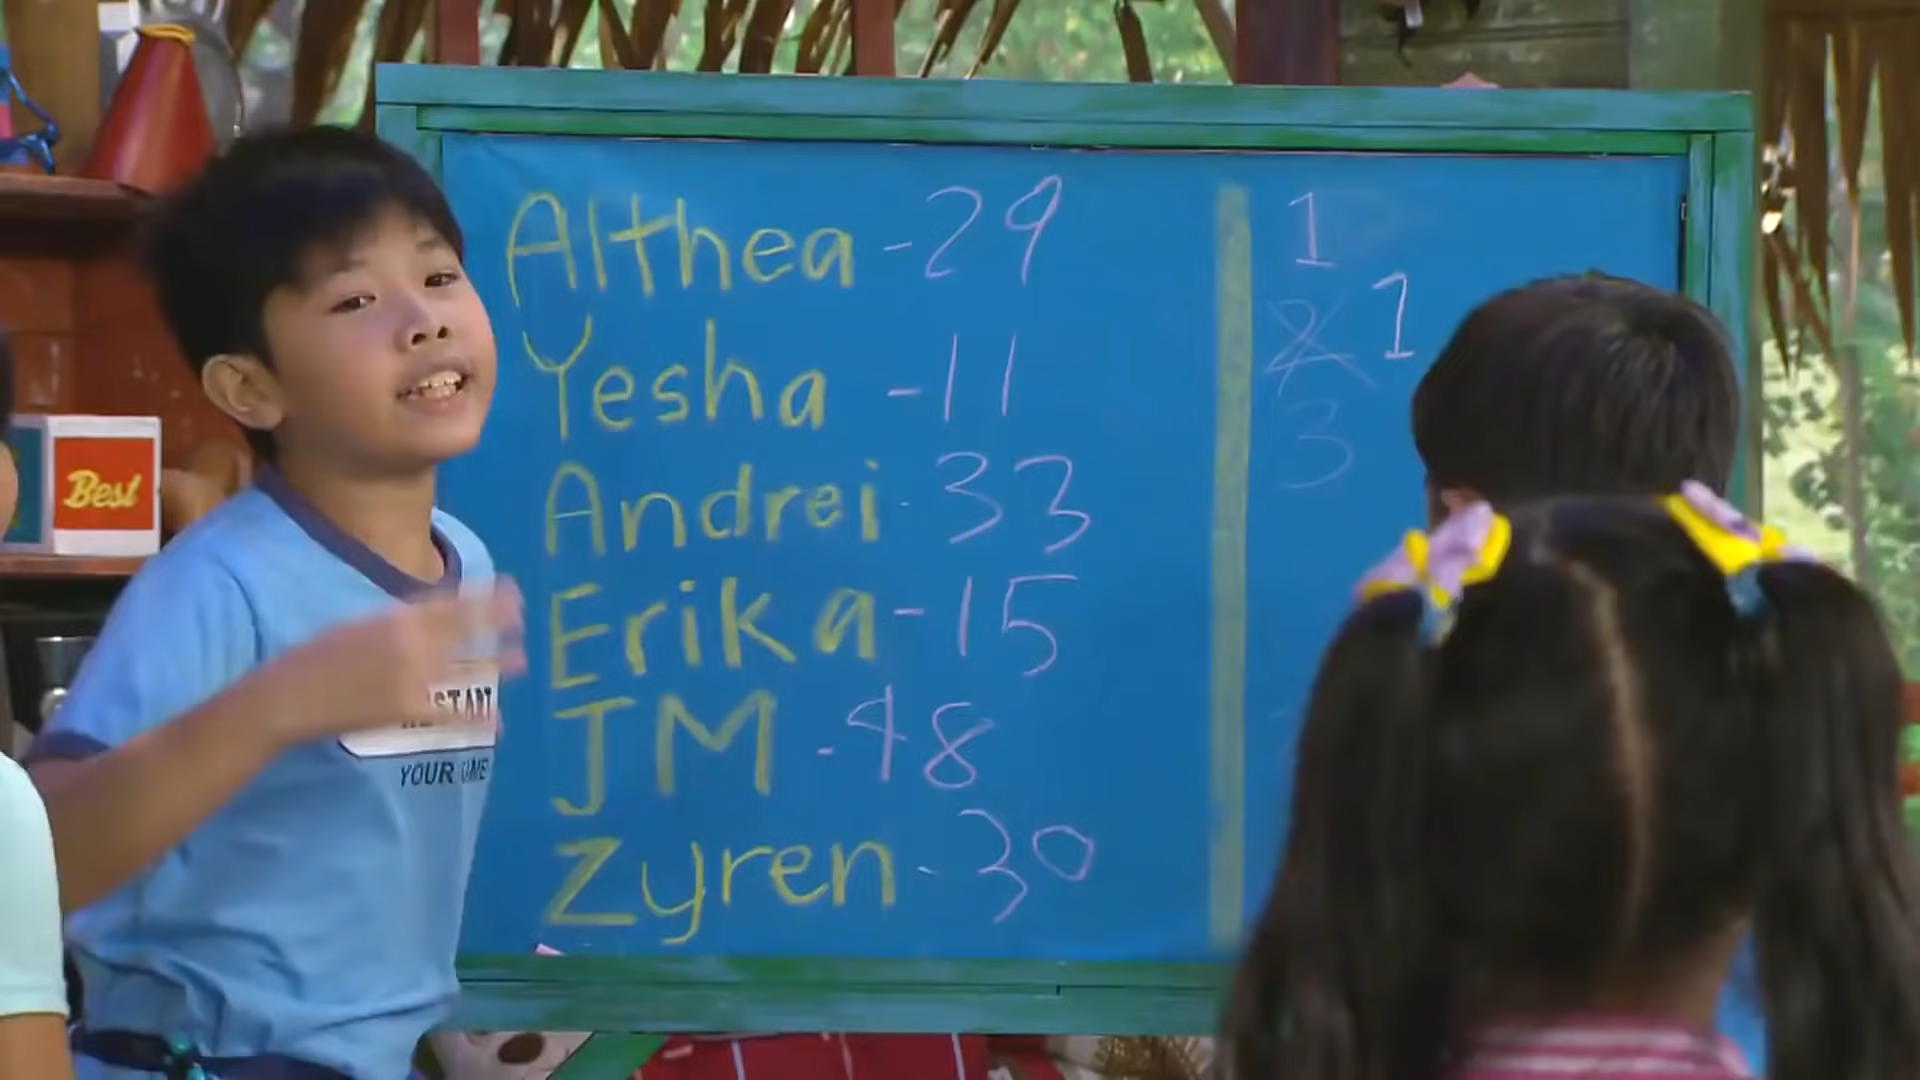 Althea - 29
Yesha - 11
Andrei - 33
Erika - 15
JM - 48
Zyren - 30
1
2 1
3
Best
YOUR